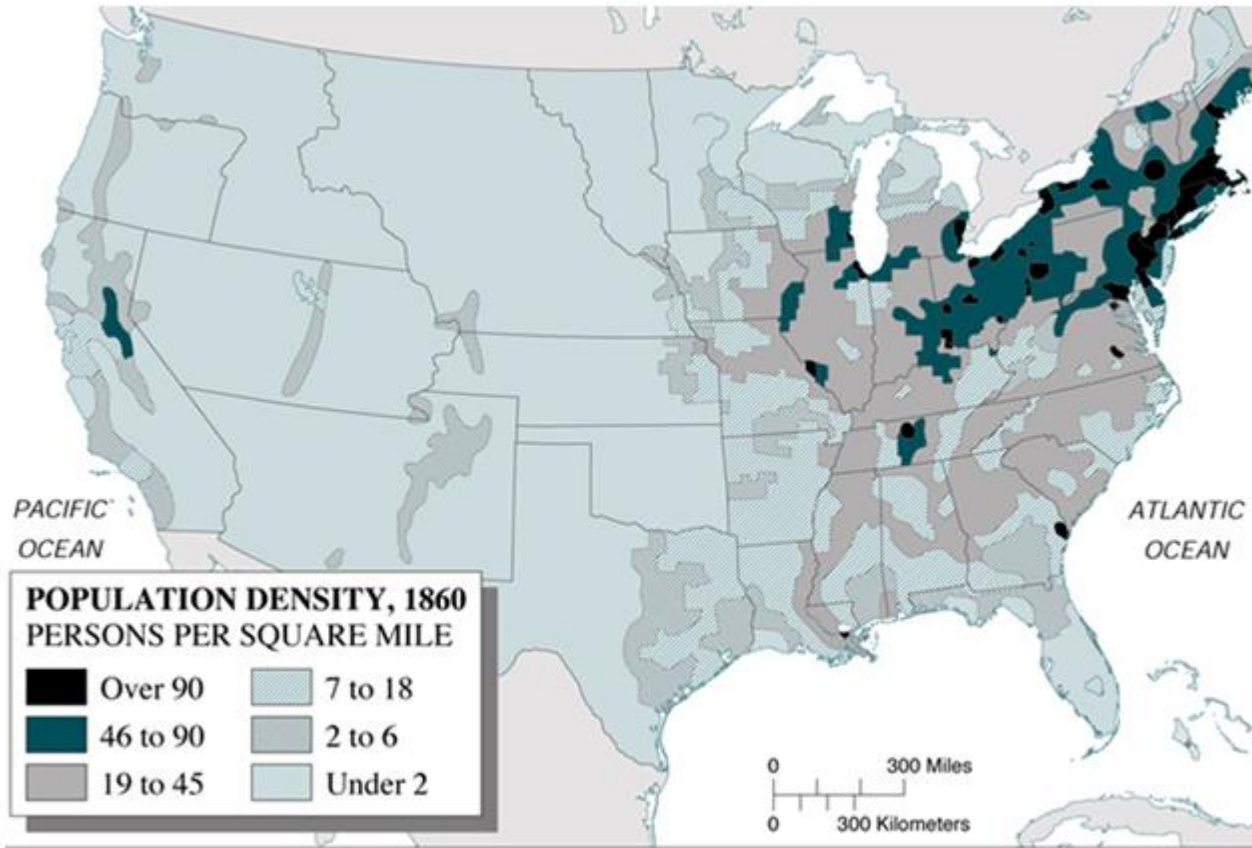 PACIFIC
OCEAN
ATLANTIC
OCEAN
POPULATION DENSITY, 1860
PERSONS PER SQUARE MILE
Over 90
46 to 90
19 to 45
7 to 18
2 to 6
Under 2
0 300 Miles
0 300 Kilometers